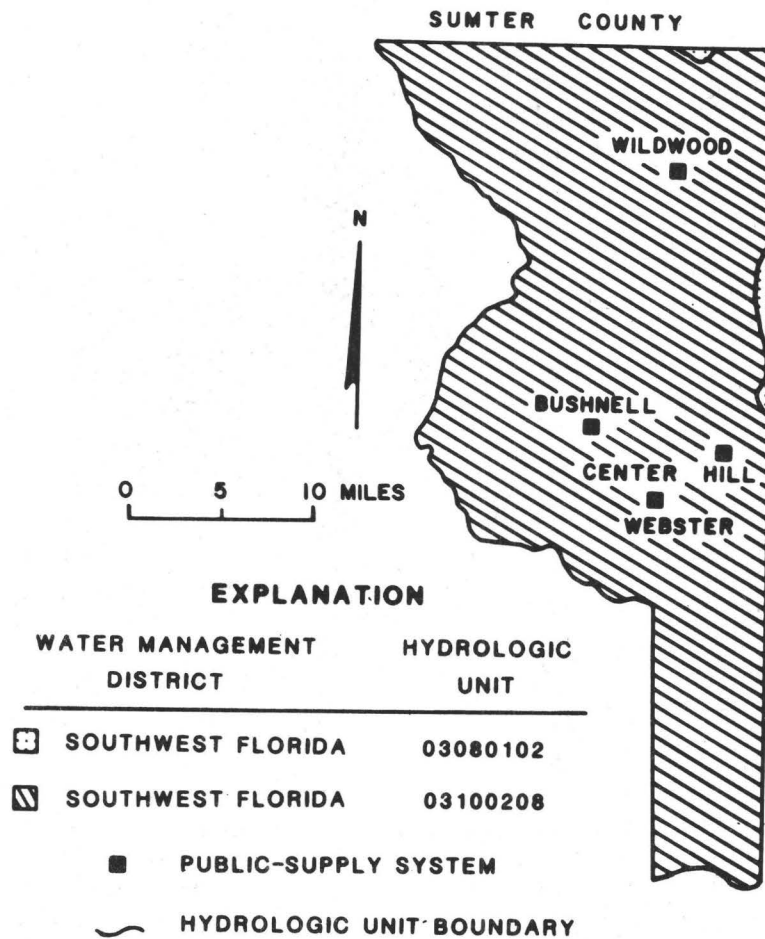 SUMTER COUNTY
WILDWOOD
N
BUSHNELL
CENTER HILL
WEBSTER
0 5 10 MILES
EXPLANATION
WATER MANAGEMENT DISTRICT
HYDROLOGIC UNIT
SOUTHWEST FLORIDA 03080102
SOUTHWEST FLORIDA 03100208
PUBLIC-SUPPLY SYSTEM
HYDROLOGIC UNIT BOUNDARY